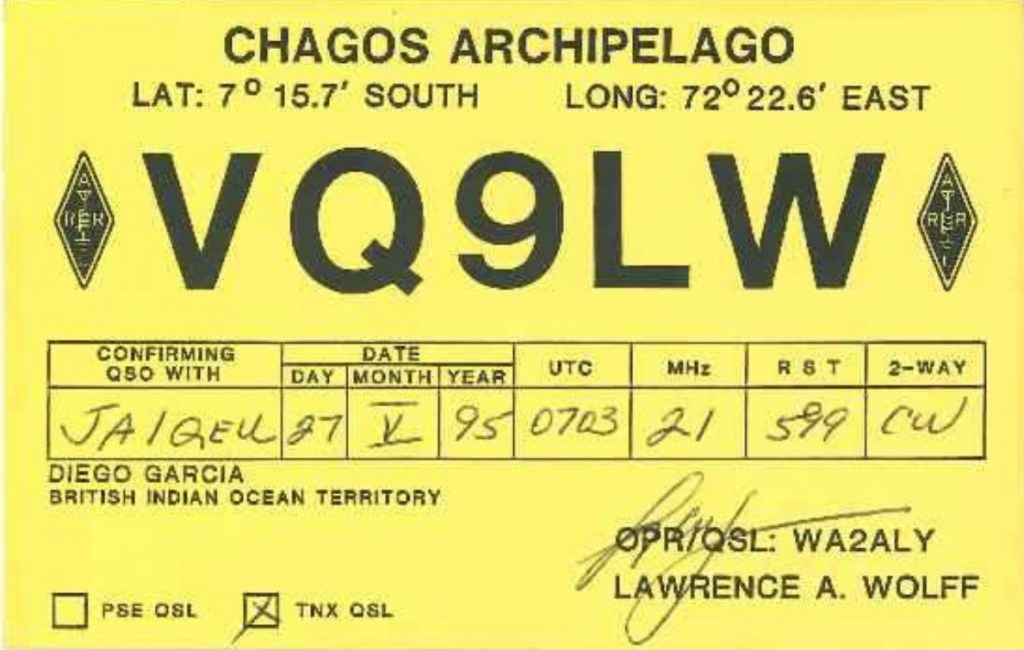 CHAGOS ARCHIPELAGO
LAT: 7° 15.7' SOUTH LONG: 72° 22.6' EAST
VQ9LW
CONFIRMING QSO WITH DATE DAY MONTH YEAR UTC MHz RST 2-WAY
JA1QEU 27 V 95 0703 21 599 CW
DIEGO GARCIA
BRITISH INDIAN OCEAN TERRITORY
OPR/QSL: WA2ALY
LAWRENCE A. WOLFF
PSE QSL TNX QSL